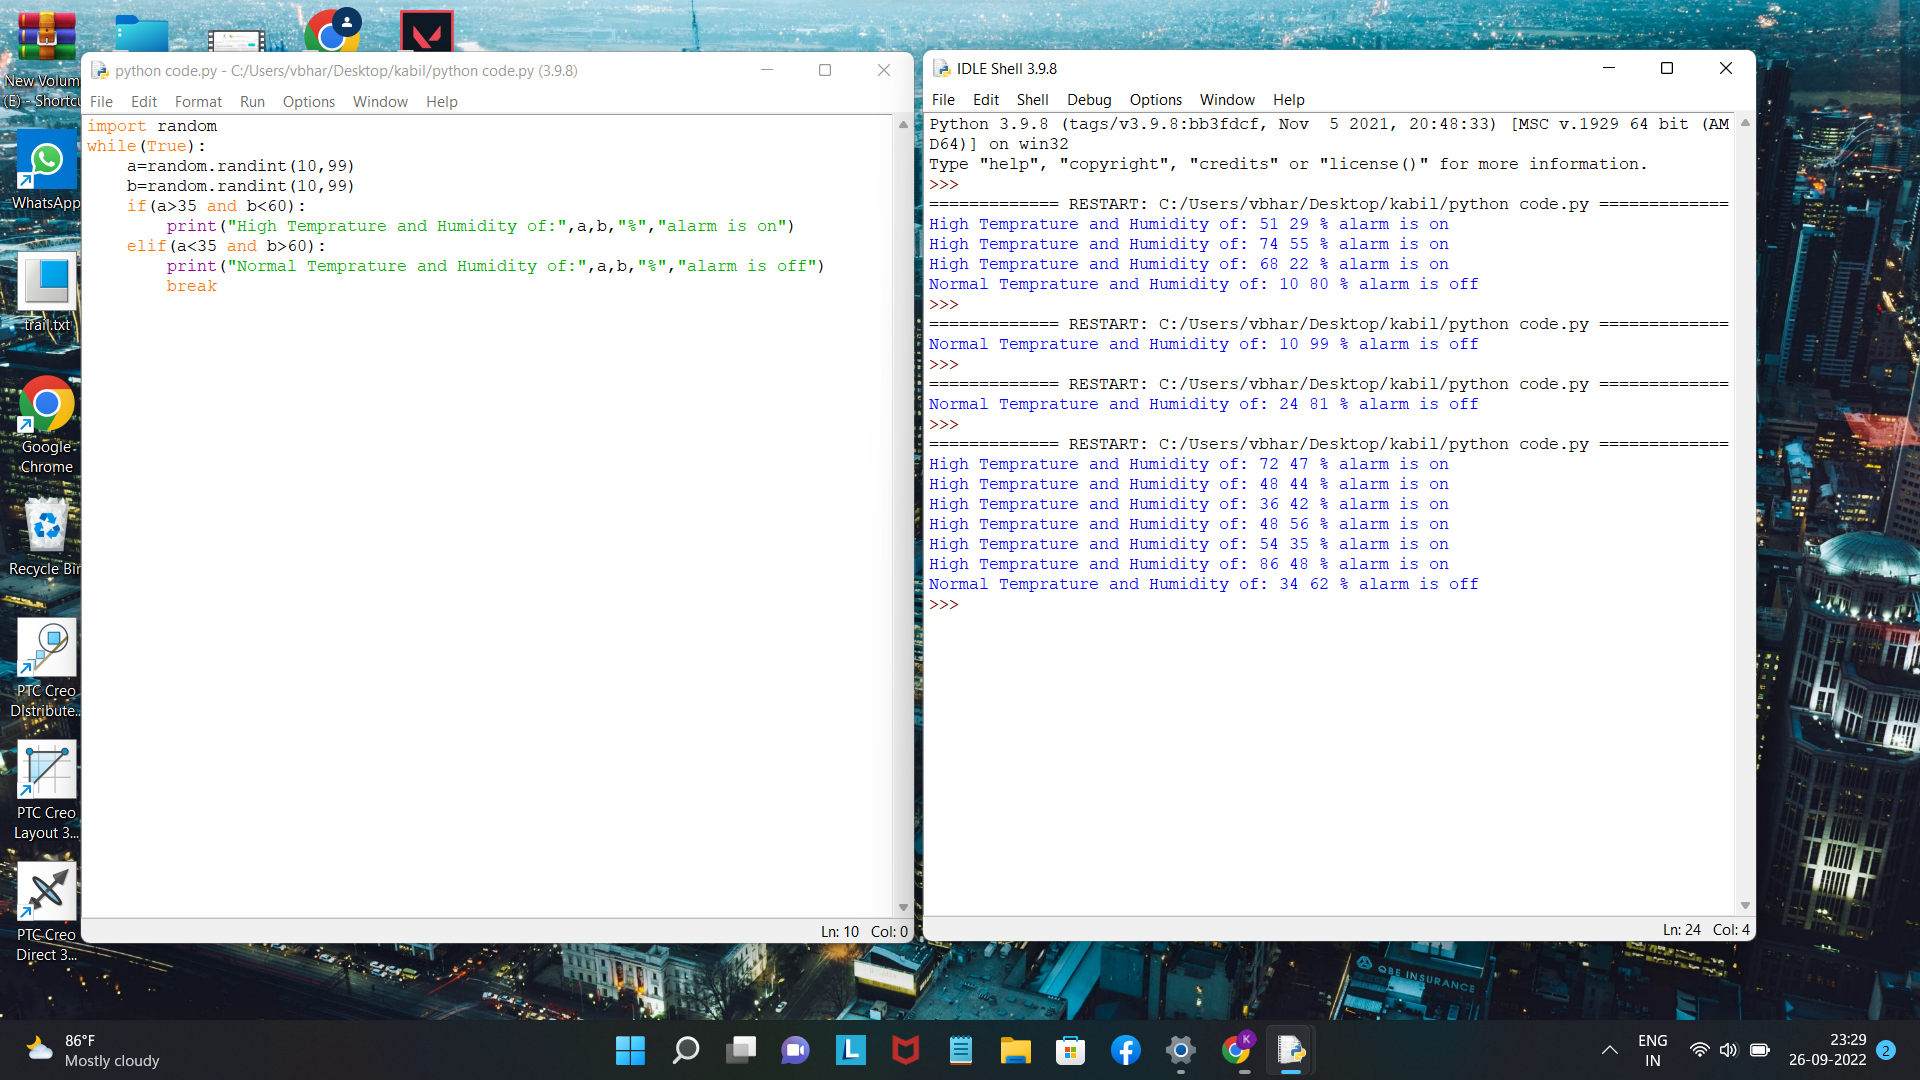 New Volum
(E) - Shortcu
WhatsApp
trail.txt
Google
Chrome
Recycle Bin
PTC Creo
Distribute...
PTC Creo
Layout 3...
PTC Creo
Direct 3...
python code.py - C:/Users/vbhar/Desktop/kabil/python code.py (3.9.8)
File Edit Format Run Options Window Help
import random
while(True):
    a=random.randint(10,99)
    b=random.randint(10,99)
    if(a>35 and b<60):
        print("High Temprature and Humidity of:",a,b,"%","alarm is on")
    elif(a<35 and b>60):
        print("Normal Temprature and Humidity of:",a,b,"%","alarm is off")
        break
Ln: 10 Col: 0
IDLE Shell 3.9.8
File Edit Shell Debug Options Window Help
Python 3.9.8 (tags/v3.9.8:bb3fdcf, Nov  5 2021, 20:48:33) [MSC v.1929 64 bit (AM
D64)] on win32
Type "help", "copyright", "credits" or "license()" for more information.
>>>
============= RESTART: C:/Users/vbhar/Desktop/kabil/python code.py =============
High Temprature and Humidity of: 51 29 % alarm is on
High Temprature and Humidity of: 74 55 % alarm is on
High Temprature and Humidity of: 68 22 % alarm is on
Normal Temprature and Humidity of: 10 80 % alarm is off
>>>
============= RESTART: C:/Users/vbhar/Desktop/kabil/python code.py =============
Normal Temprature and Humidity of: 10 99 % alarm is off
>>>
============= RESTART: C:/Users/vbhar/Desktop/kabil/python code.py =============
Normal Temprature and Humidity of: 24 81 % alarm is off
>>>
============= RESTART: C:/Users/vbhar/Desktop/kabil/python code.py =============
High Temprature and Humidity of: 72 47 % alarm is on
High Temprature and Humidity of: 48 44 % alarm is on
High Temprature and Humidity of: 36 42 % alarm is on
High Temprature and Humidity of: 48 56 % alarm is on
High Temprature and Humidity of: 54 35 % alarm is on
High Temprature and Humidity of: 86 48 % alarm is on
Normal Temprature and Humidity of: 34 62 % alarm is off
>>>
Ln: 24 Col: 4
QBE INSURANCE
86°F
Mostly cloudy
L
K
ENG
IN
23:29
26-09-2022
2